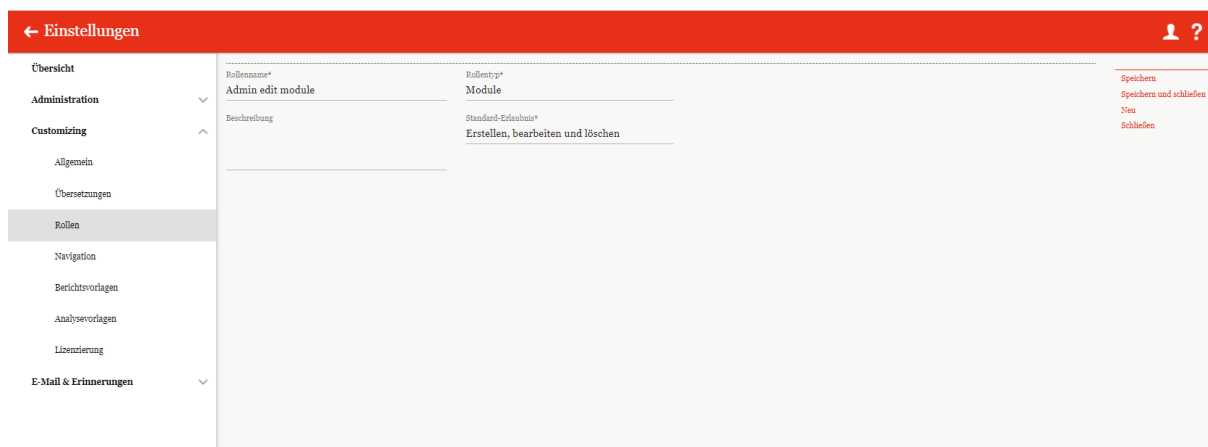 Einstellungen
?
Übersicht
Administration
Customizing
Allgemein
Übersetzungen
Rollen
Navigation
Berichtsvorlagen
Analysevorlagen
Lizenzierung
E-Mail & Erinnerungen
Rollenname*
Admin edit module
Rollentyp*
Module
Beschreibung
Standard-Erlaubnis*
Erstellen, bearbeiten und löschen
Speichern
Speichern und schließen
Neu
Schließen